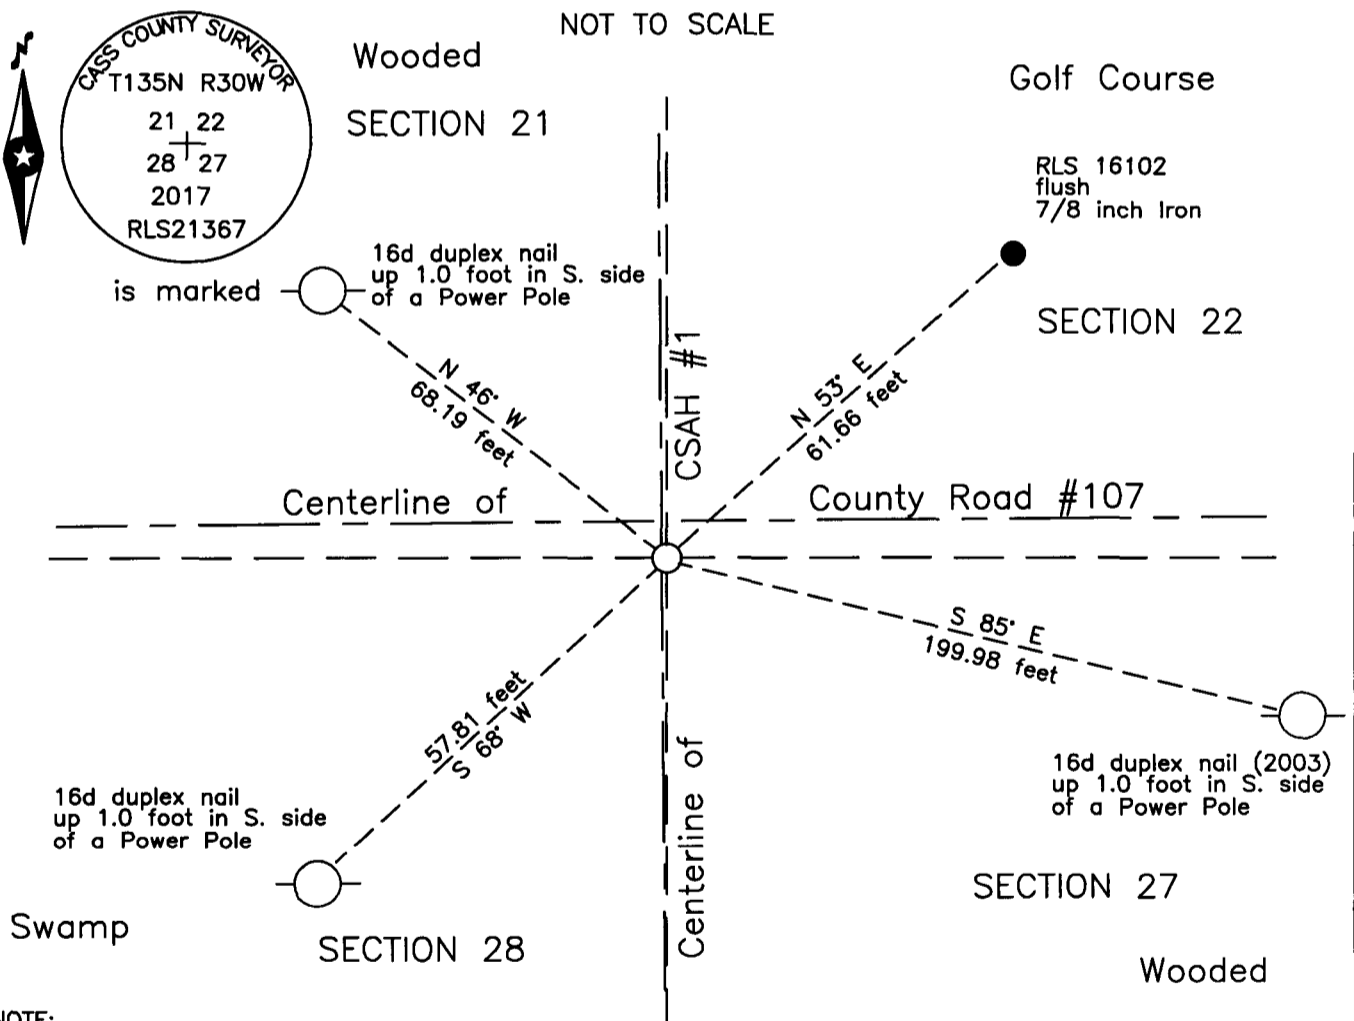 NOT TO SCALE
N
CASS COUNTY SURVEYOR
T135N R30W
21 22
28 27
2017
RLS21367
is marked
Wooded
SECTION 21
Golf Course
RLS 16102
flush
7/8 inch Iron
16d duplex nail
up 1.0 foot in S. side
of a Power Pole
SECTION 22
N 46° W
68.19 feet
CSAH #1
N 53° E
61.66 feet
Centerline of
County Road #107
S 85° E
199.98 feet
57.81 feet
S 68° W
16d duplex nail (2003)
up 1.0 foot in S. side
of a Power Pole
16d duplex nail
up 1.0 foot in S. side
of a Power Pole
Centerline of
SECTION 27
Swamp
SECTION 28
Wooded
NOTE: